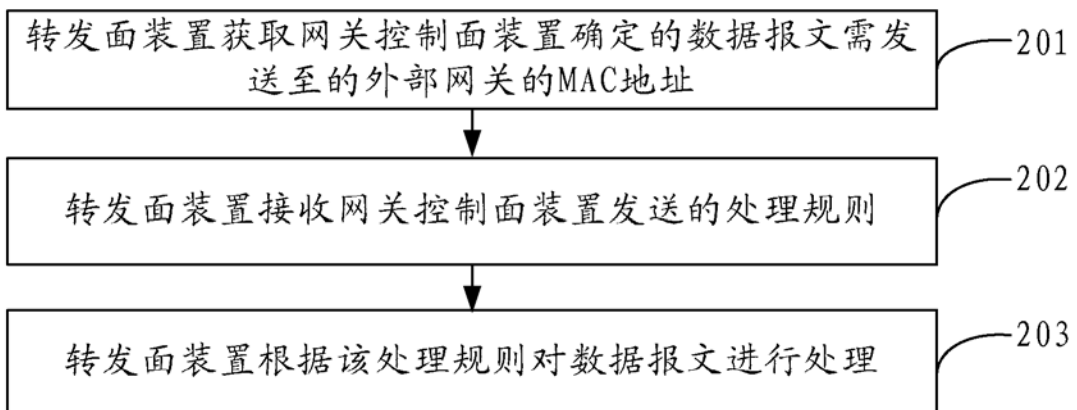 转发面装置获取网关控制面装置确定的数据报文需发
送至的外部网关的MAC地址
201
转发面装置接收网关控制面装置发送的处理规则
202
转发面装置根据该处理规则对数据报文进行处理
203